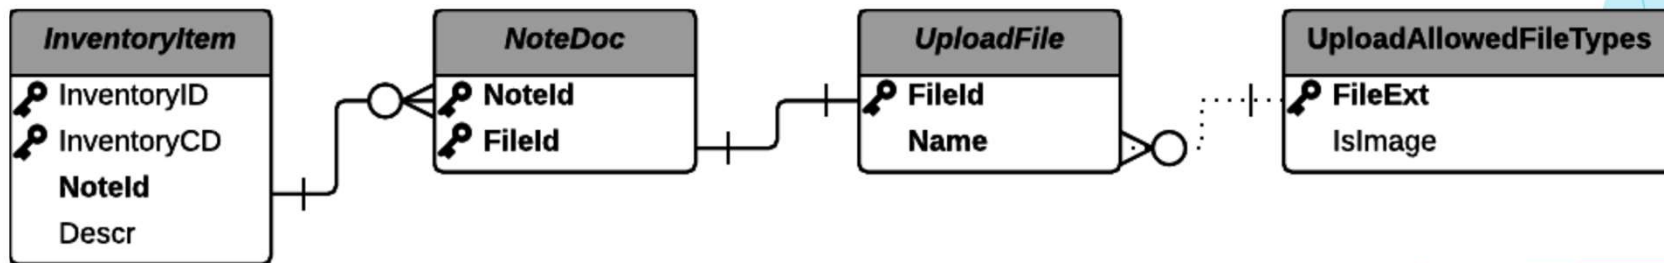 InventoryItem
InventoryID
InventoryCD
NoteId
Descr
NoteDoc
NoteId
FileId
UploadFile
FileId
Name
UploadAllowedFileTypes
FileExt
IsImage